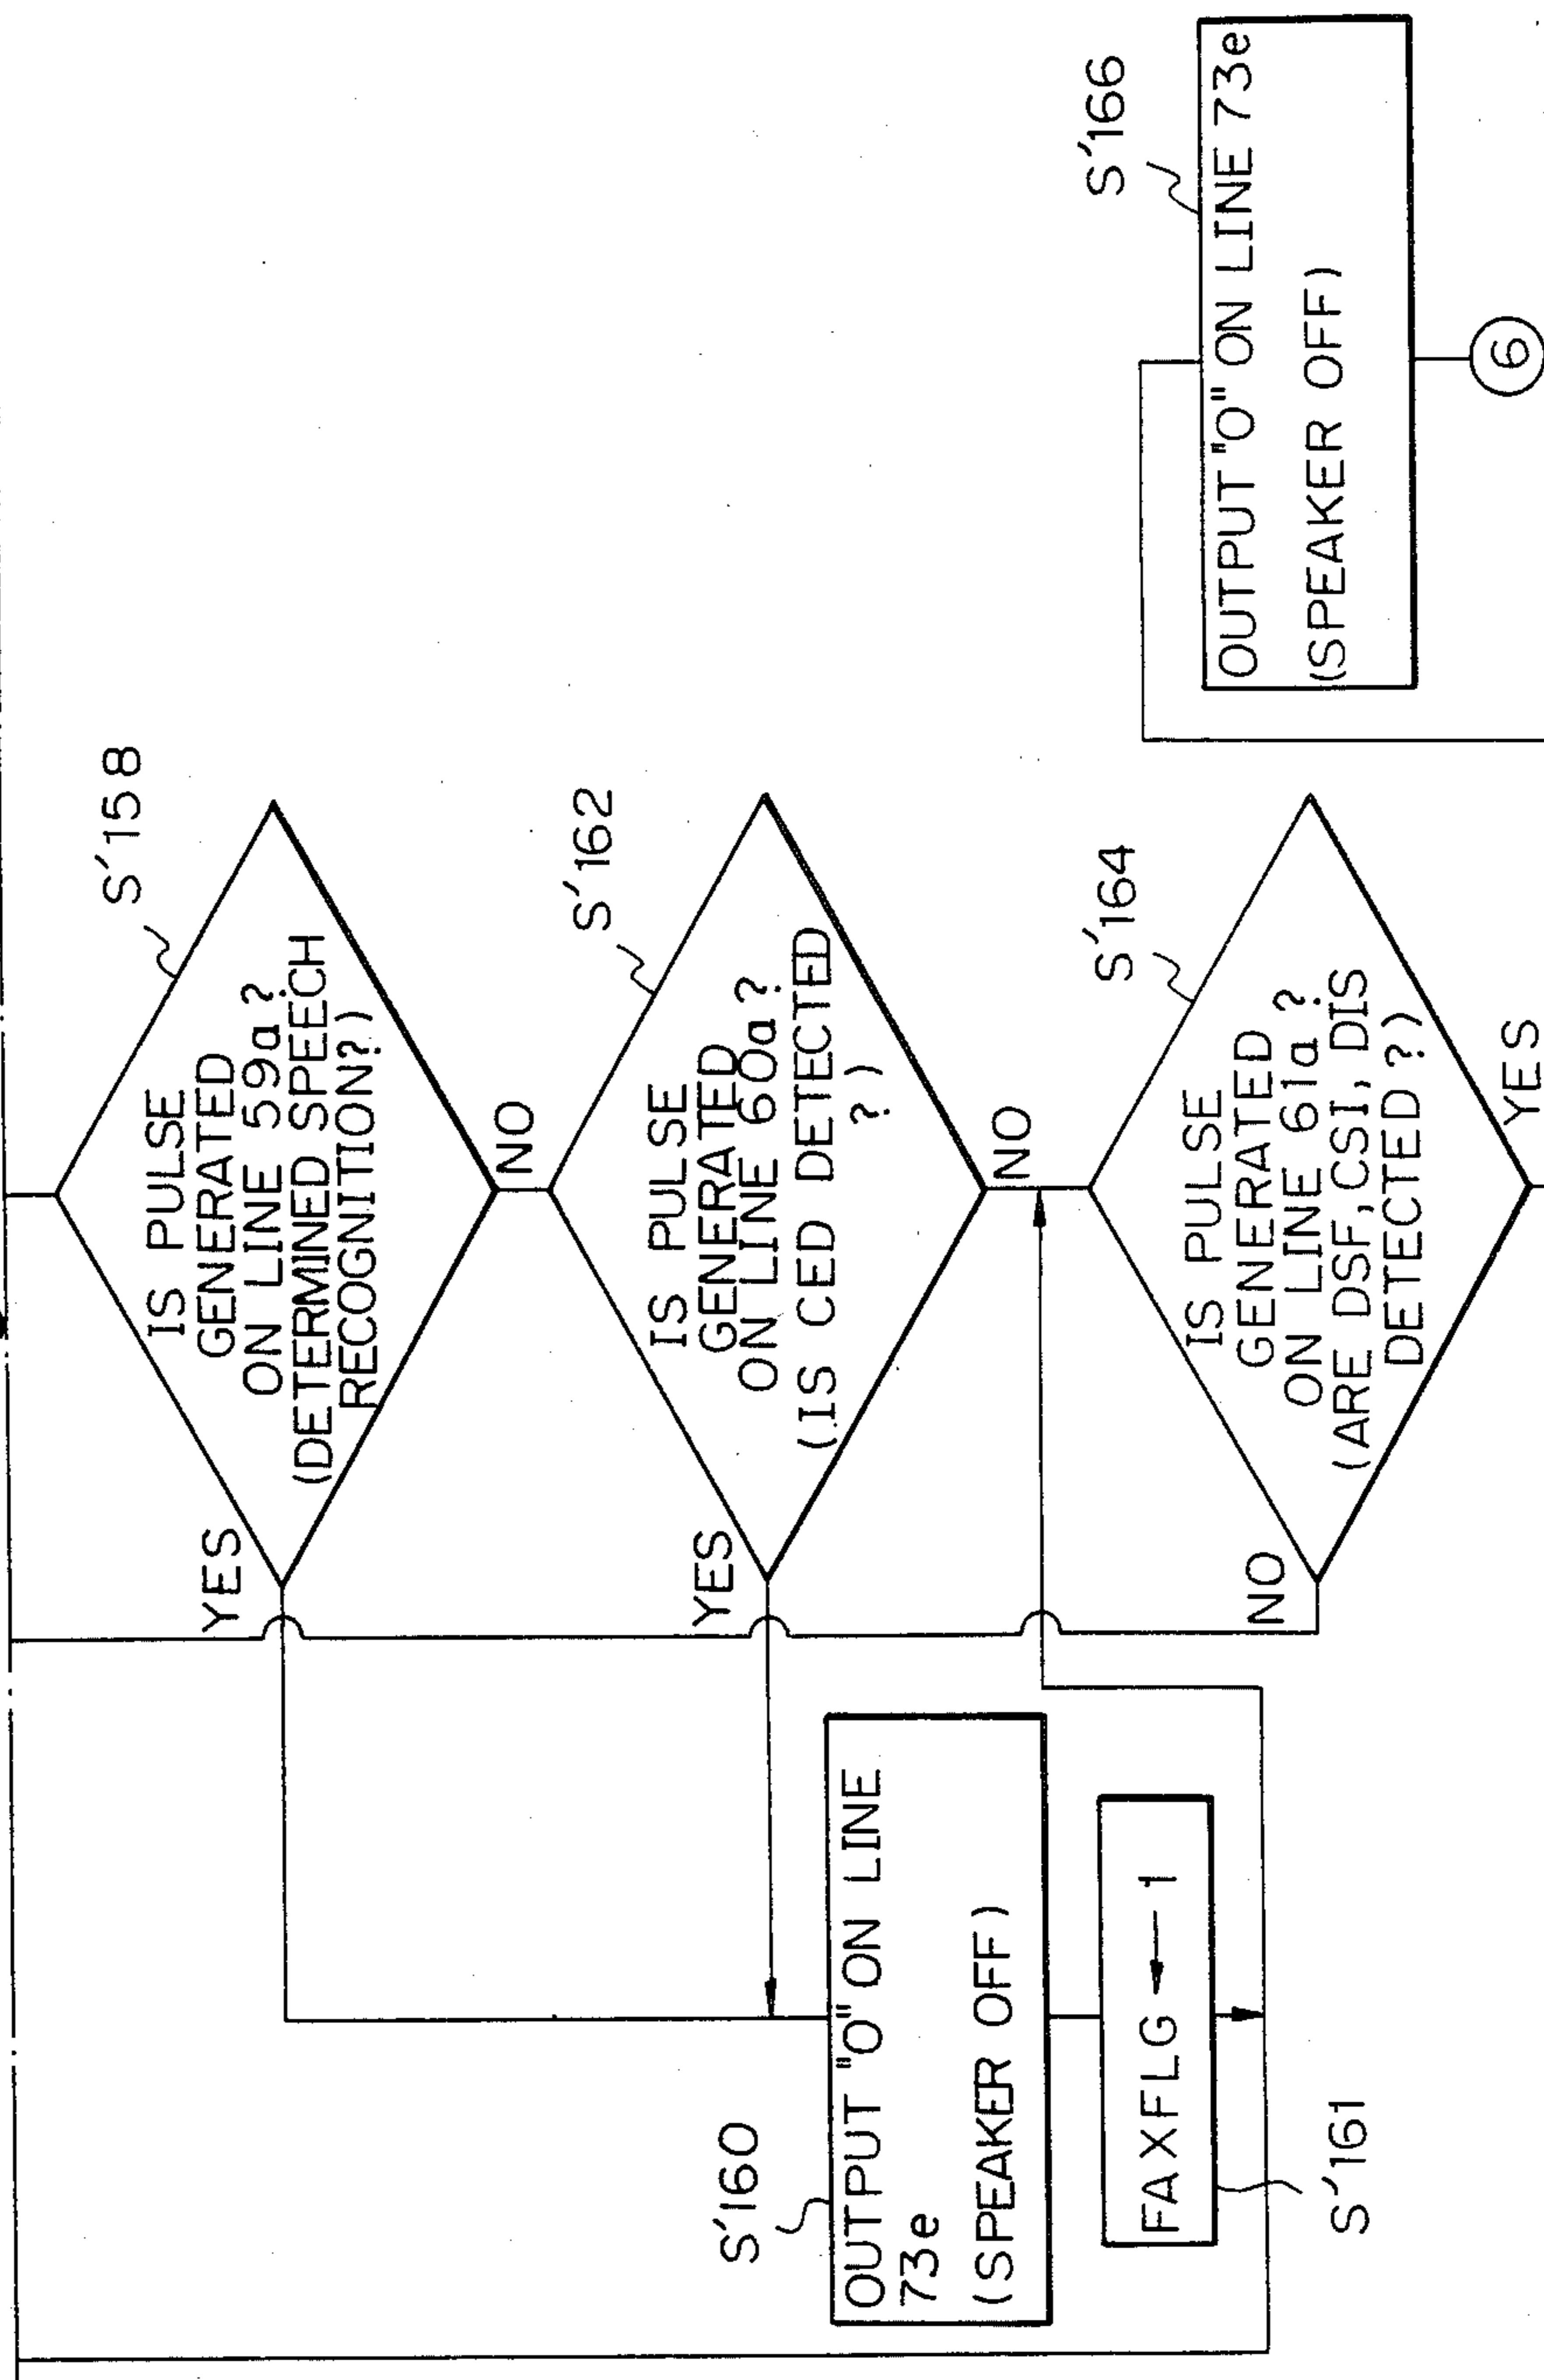 S'158
IS PULSE
GENERATED
ON LINE 59a ?
(DETERMINED SPEECH
RECOGNITION?)
YES
NO
S'162
IS PULSE
GENERATED
ON LINE 60a ?
(IS CED DETECTED
?)
YES
NO
S'160
OUTPUT "0" ON LINE
73e
(SPEAKER OFF)
FAXFLG ← 1
S'161
S'164
IS PULSE
GENERATED
ON LINE 61a ?
(ARE DSF, CSI, DIS
DETECTED ?)
NO
YES
S'166
OUTPUT "0" ON LINE 73e
(SPEAKER OFF)
6